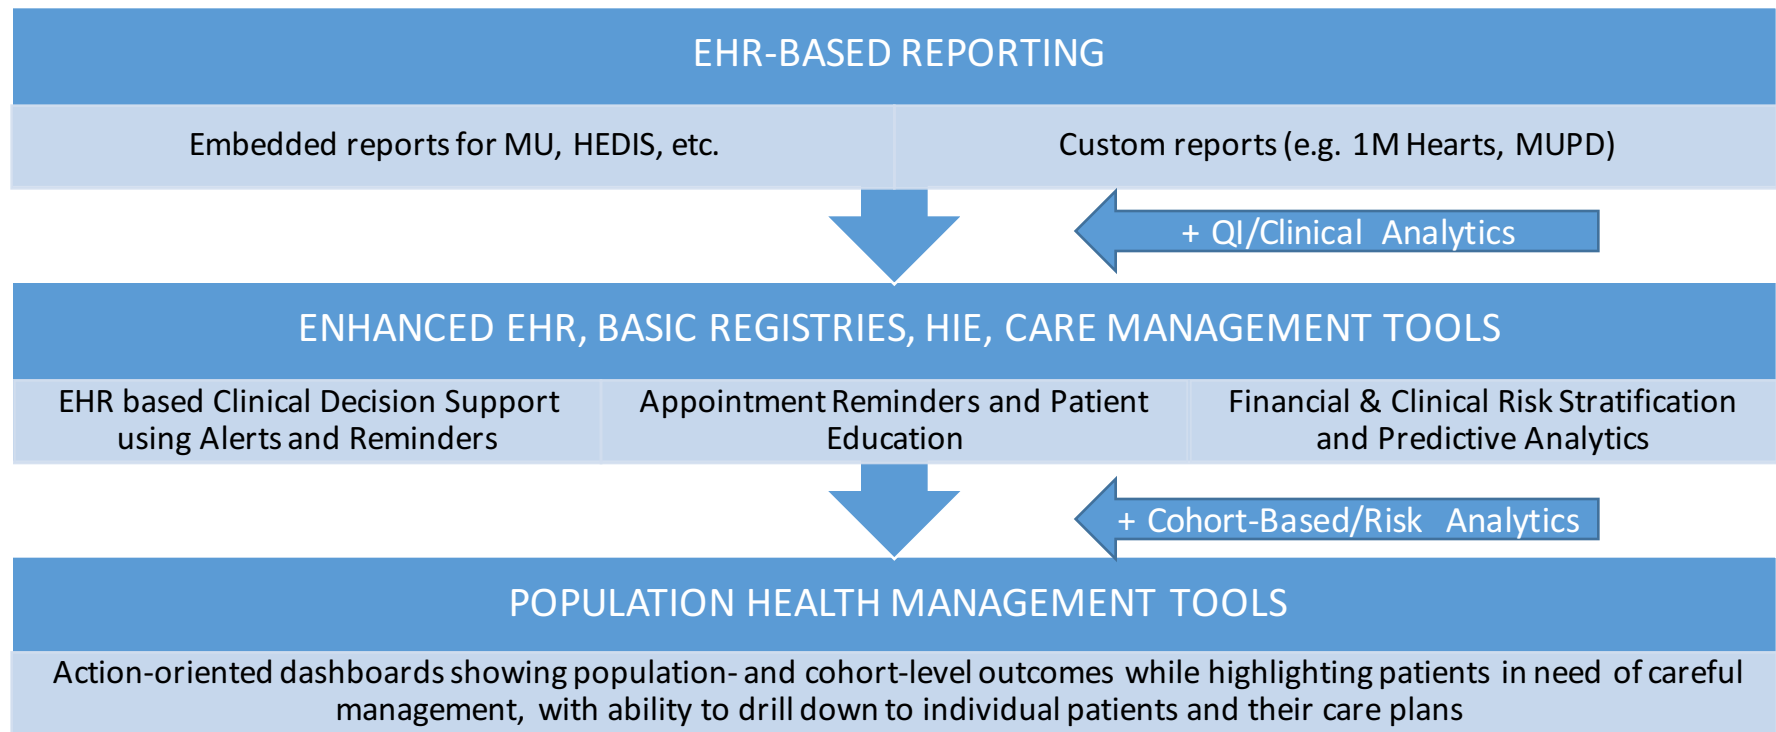 EHR-BASED REPORTING
Embedded reports for MU, HEDIS, etc.
Custom reports (e.g. 1M Hearts, MUPD)
+ QI/Clinical Analytics
ENHANCED EHR, BASIC REGISTRIES, HIE, CARE MANAGEMENT TOOLS
EHR based Clinical Decision Support
using Alerts and Reminders
Appointment Reminders and Patient
Education
Financial & Clinical Risk Stratification
and Predictive Analytics
+ Cohort-Based/Risk Analytics
POPULATION HEALTH MANAGEMENT TOOLS
Action-oriented dashboards showing population- and cohort-level outcomes while highlighting patients in need of careful
management, with ability to drill down to individual patients and their care plans